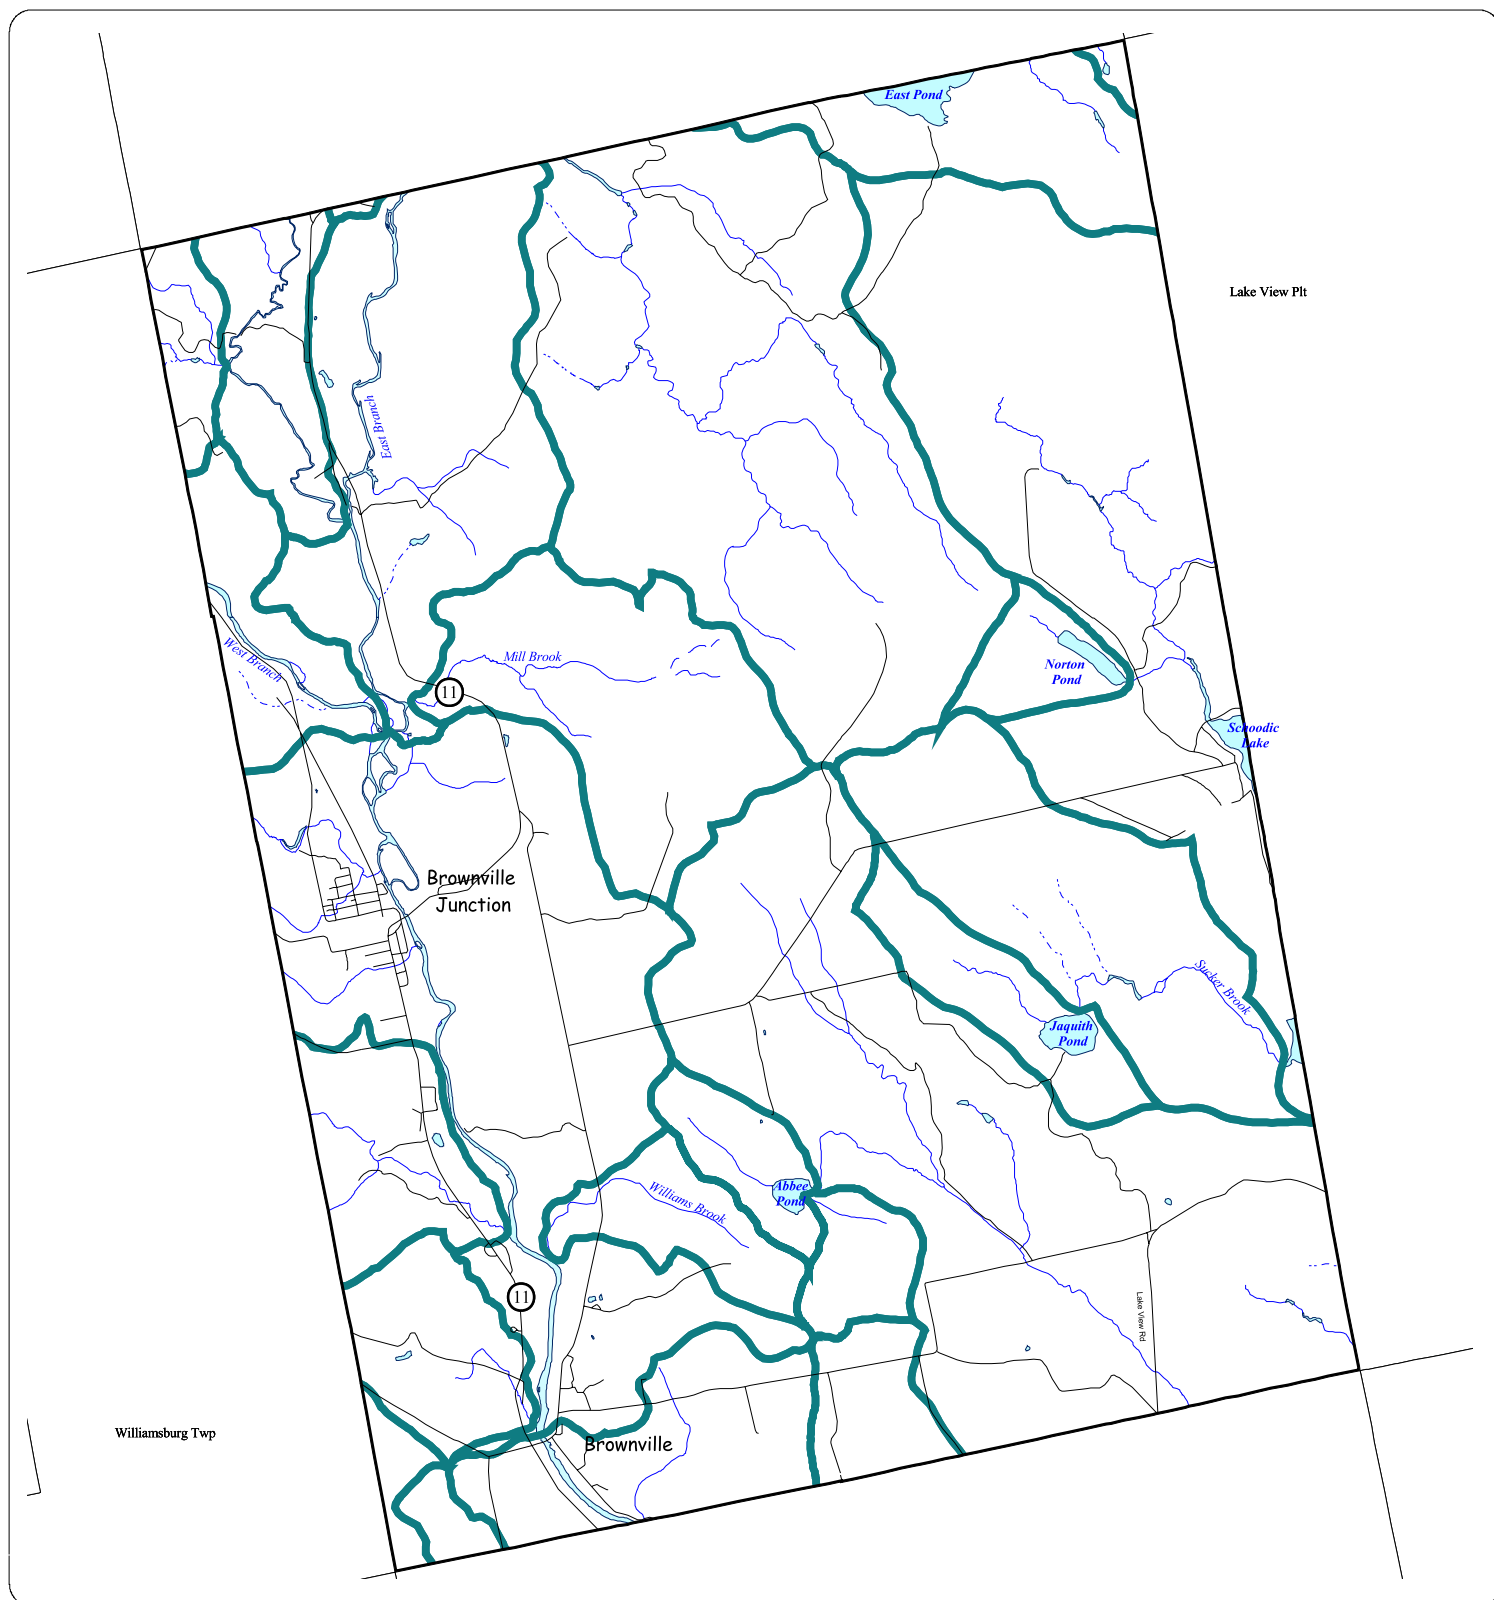 East Pond
Lake View Plt
East Branch
West Branch
Mill Brook
11
Norton
Pond
Schoodic
Lake
Brownville
Junction
Sucker Brook
Jaquith
Pond
Abbee
Pond
Williams Brook
11
Lake View Rd
Williamsburg Twp
Brownville